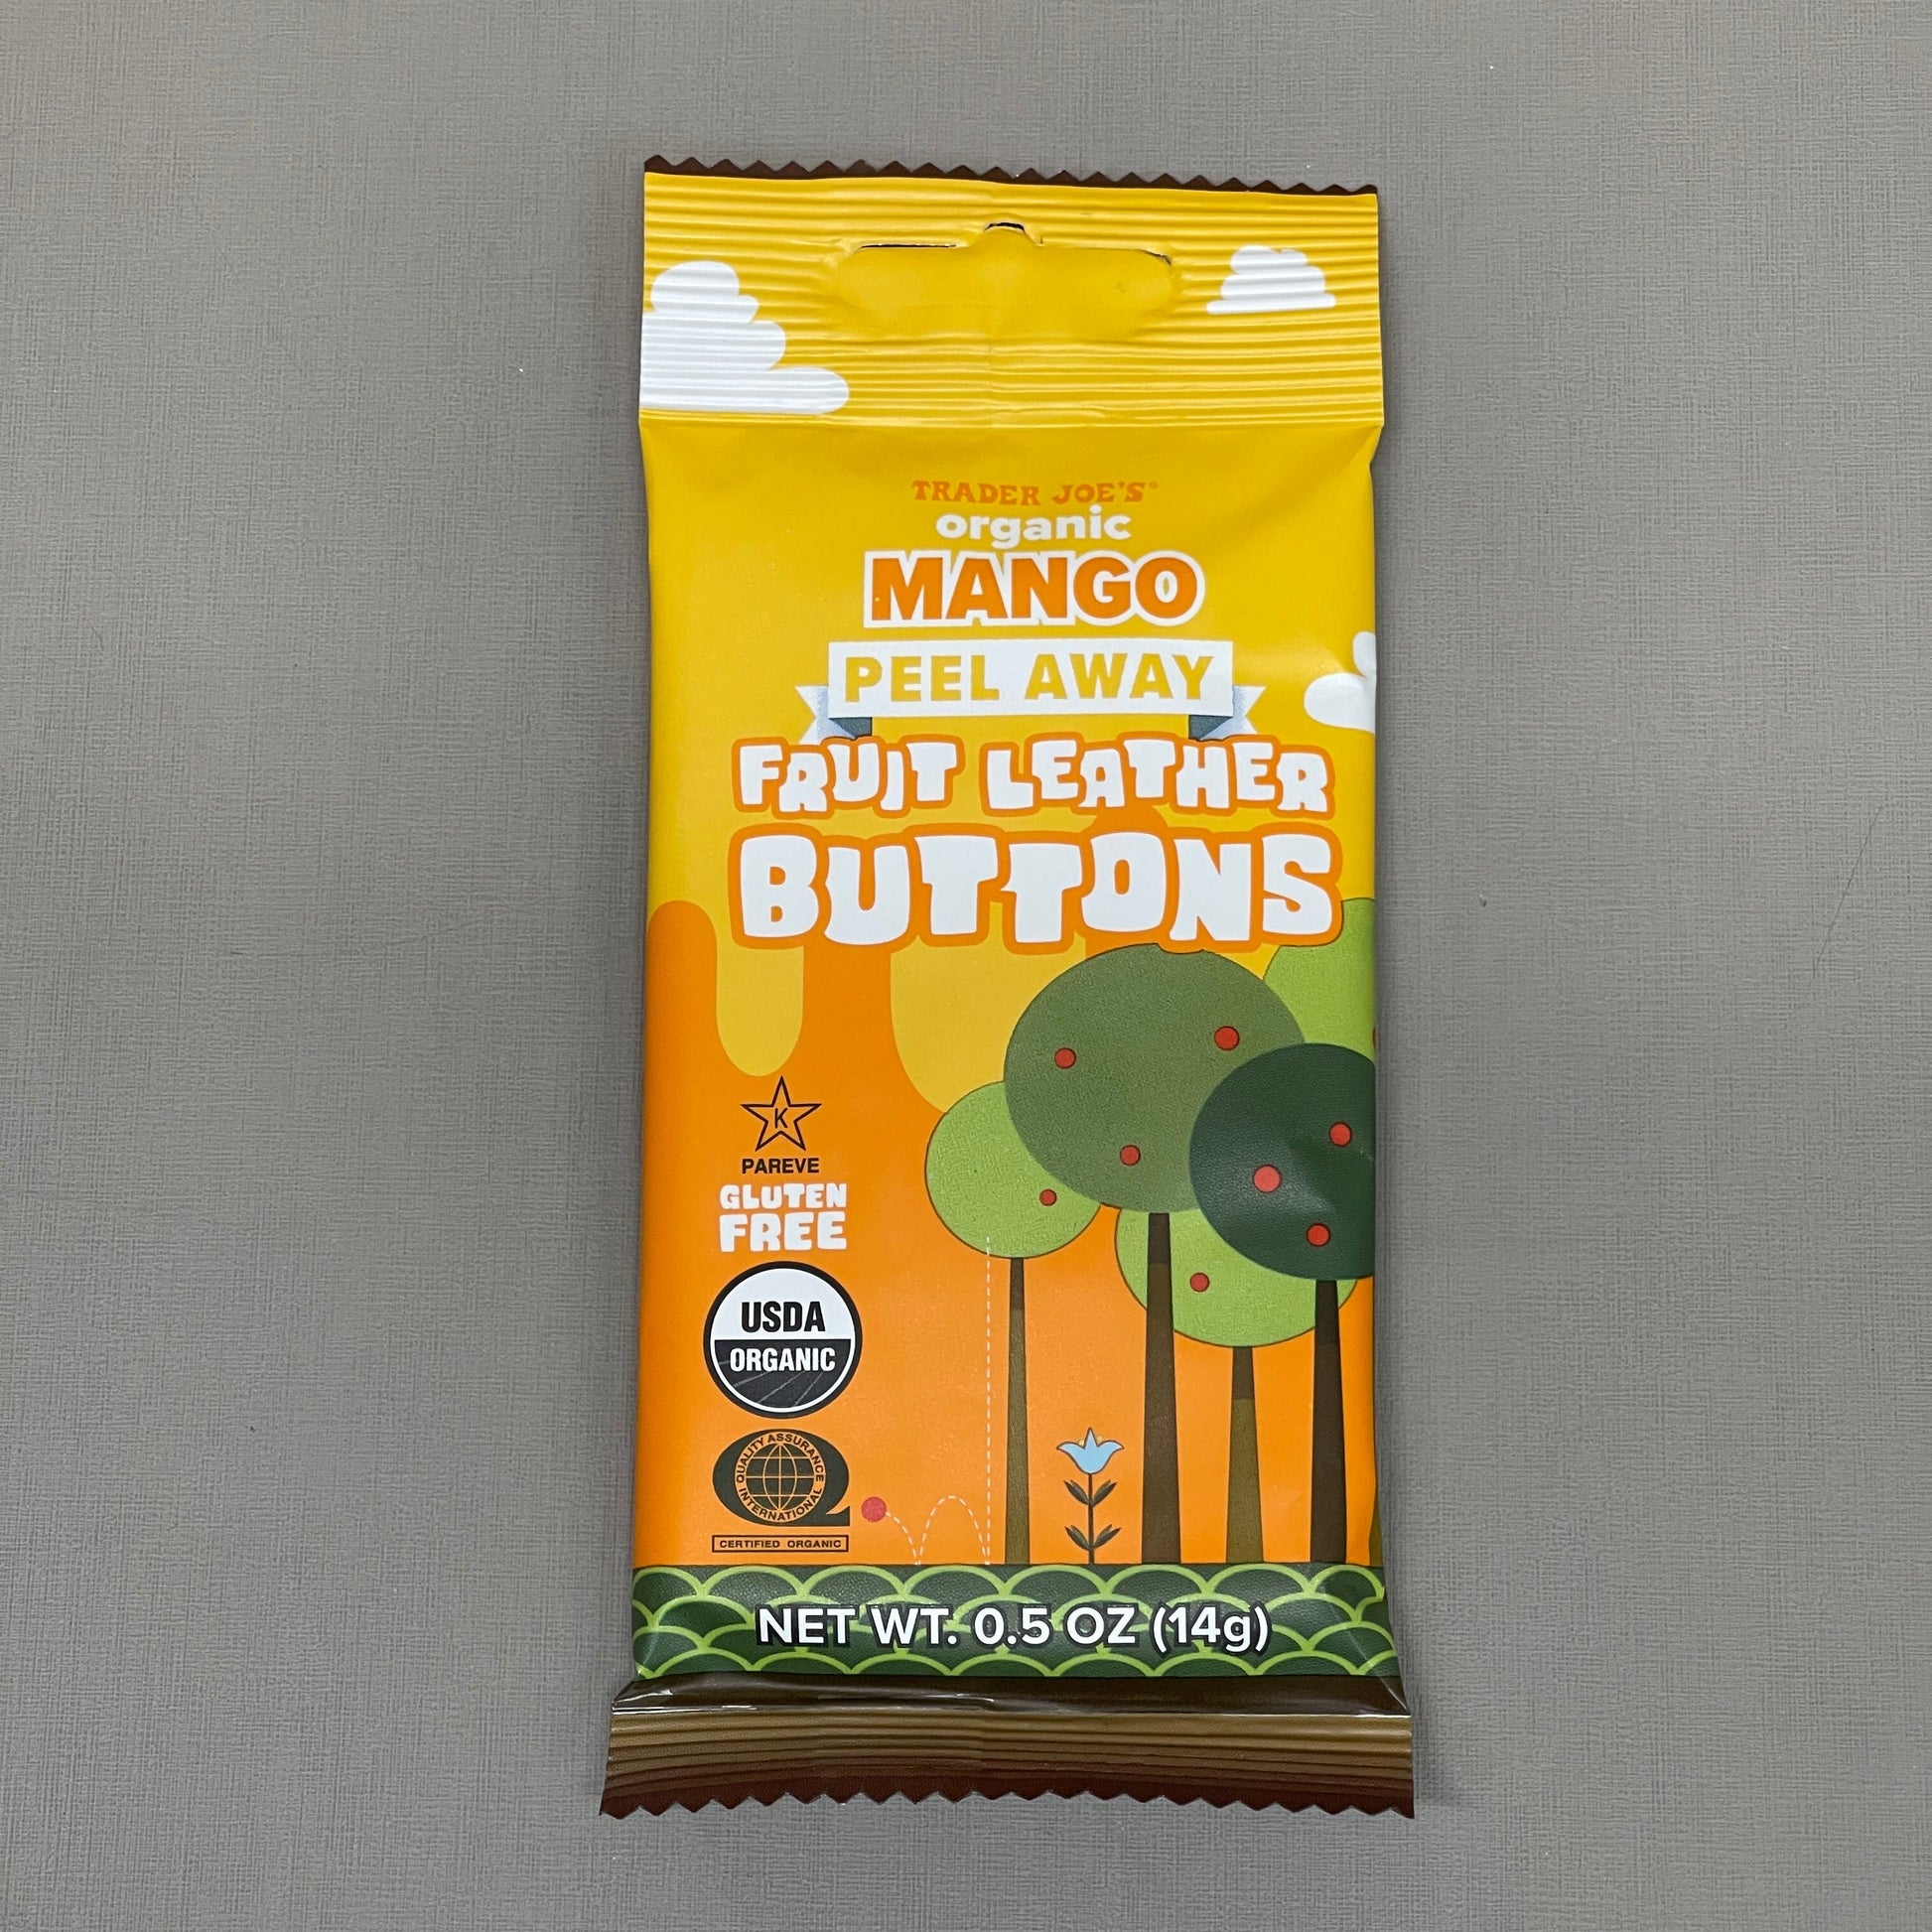 TRADER JOE'S®
organic
MANGO
PEEL AWAY
FRUIT LEATHER
BUTTONS
K
PAREVE
GLUTEN
FREE
USDA
ORGANIC
QUALITY ASSURANCE
INTERNATIONAL
CERTIFIED ORGANIC
NET WT. 0.5 OZ (14g)